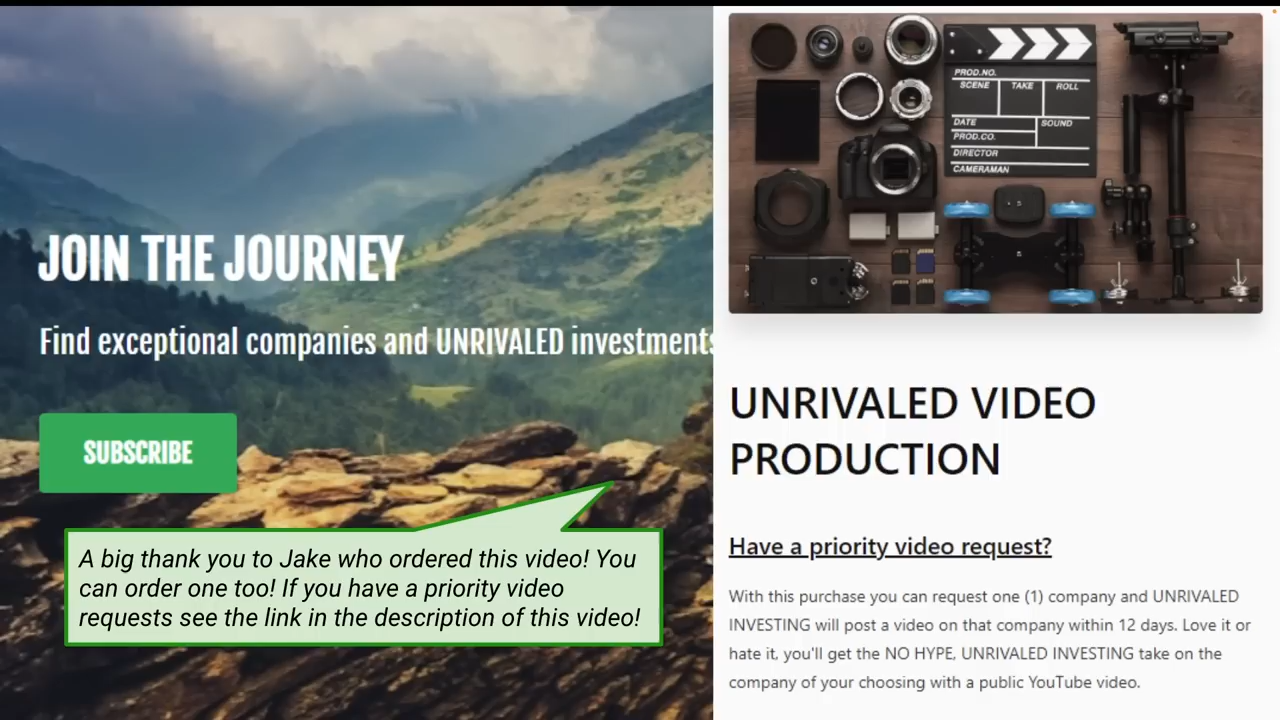 JOIN THE JOURNEY
Find exceptional companies and UNRIVALED investments
SUBSCRIBE
A big thank you to Jake who ordered this video! You
can order one too! If you have a priority video
requests see the link in the description of this video!
PROD.NO.
SCENE TAKE ROLL
DATE SOUND
PROD.CO.
DIRECTOR
CAMERAMAN
UNRIVALED VIDEO
PRODUCTION
Have a priority video request?
With this purchase you can request one (1) company and UNRIVALED
INVESTING will post a video on that company within 12 days. Love it or
hate it, you'll get the NO HYPE, UNRIVALED INVESTING take on the
company of your choosing with a public YouTube video.